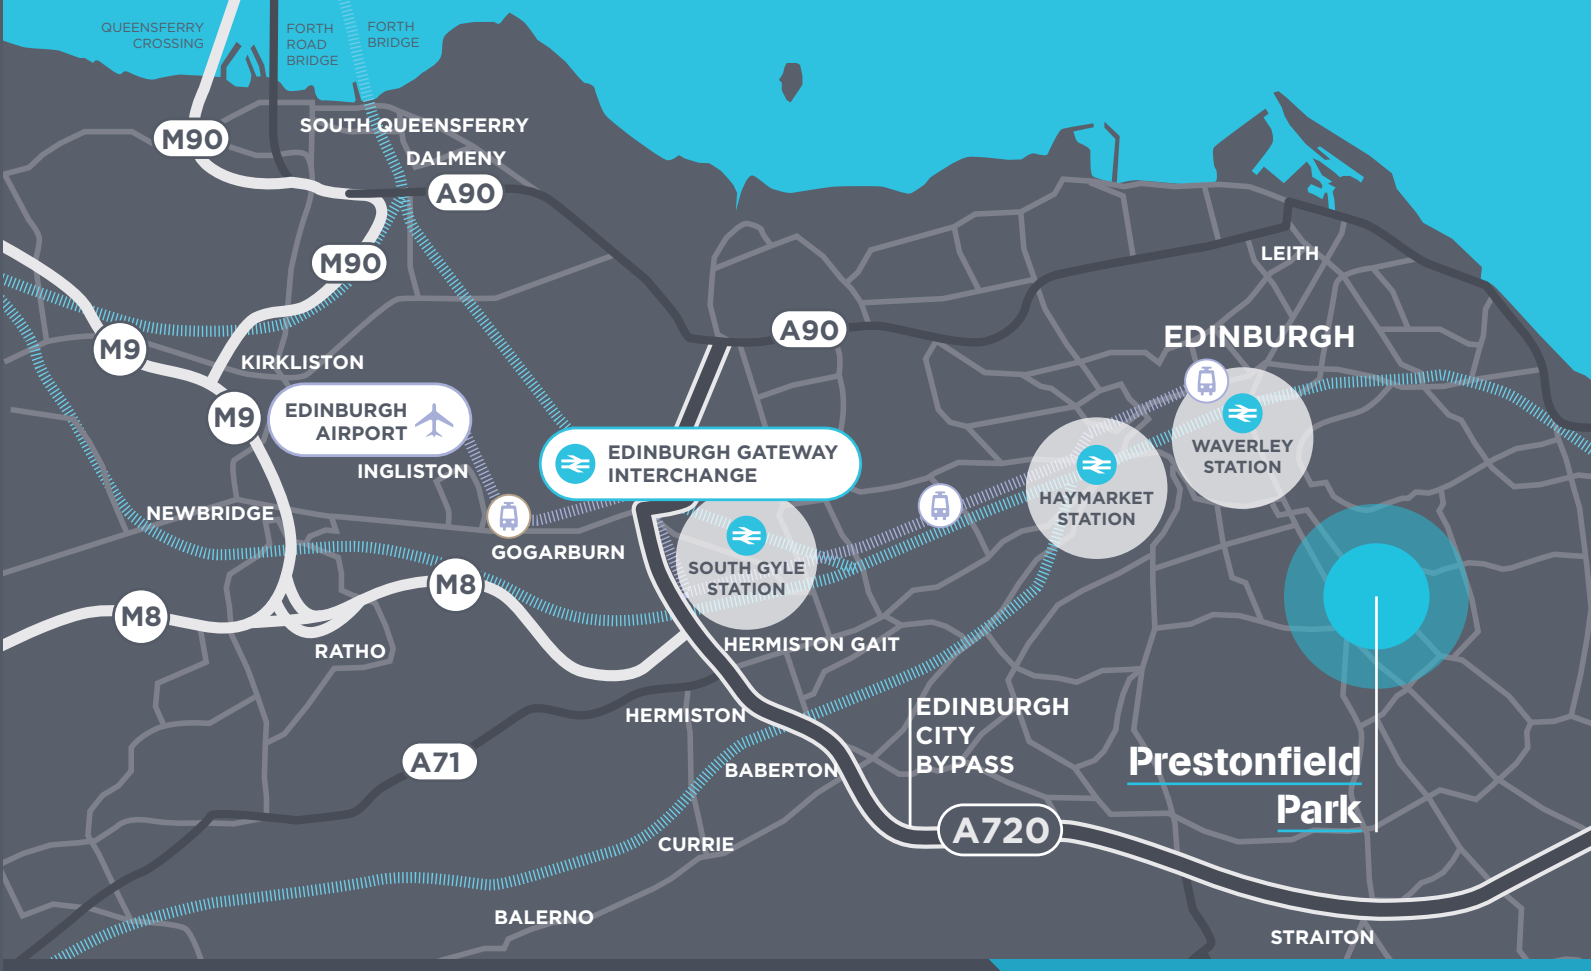 QUEENSFERRY
CROSSING
FORTH
ROAD
BRIDGE
FORTH
BRIDGE
M90
SOUTH QUEENSFERRY
DALMENY
A90
M90
LEITH
A90
EDINBURGH
M9
KIRKLISTON
M9
EDINBURGH
AIRPORT
INGLISTON
EDINBURGH GATEWAY
INTERCHANGE
WAVERLEY
STATION
HAYMARKET
STATION
NEWBRIDGE
GOGARBURN
SOUTH GYLE
STATION
M8
M8
RATHO
HERMISTON GAIT
HERMISTON
EDINBURGH
CITY
BYPASS
A71
BABERTON
Prestonfield
Park
A720
CURRIE
BALERNO
STRAITON